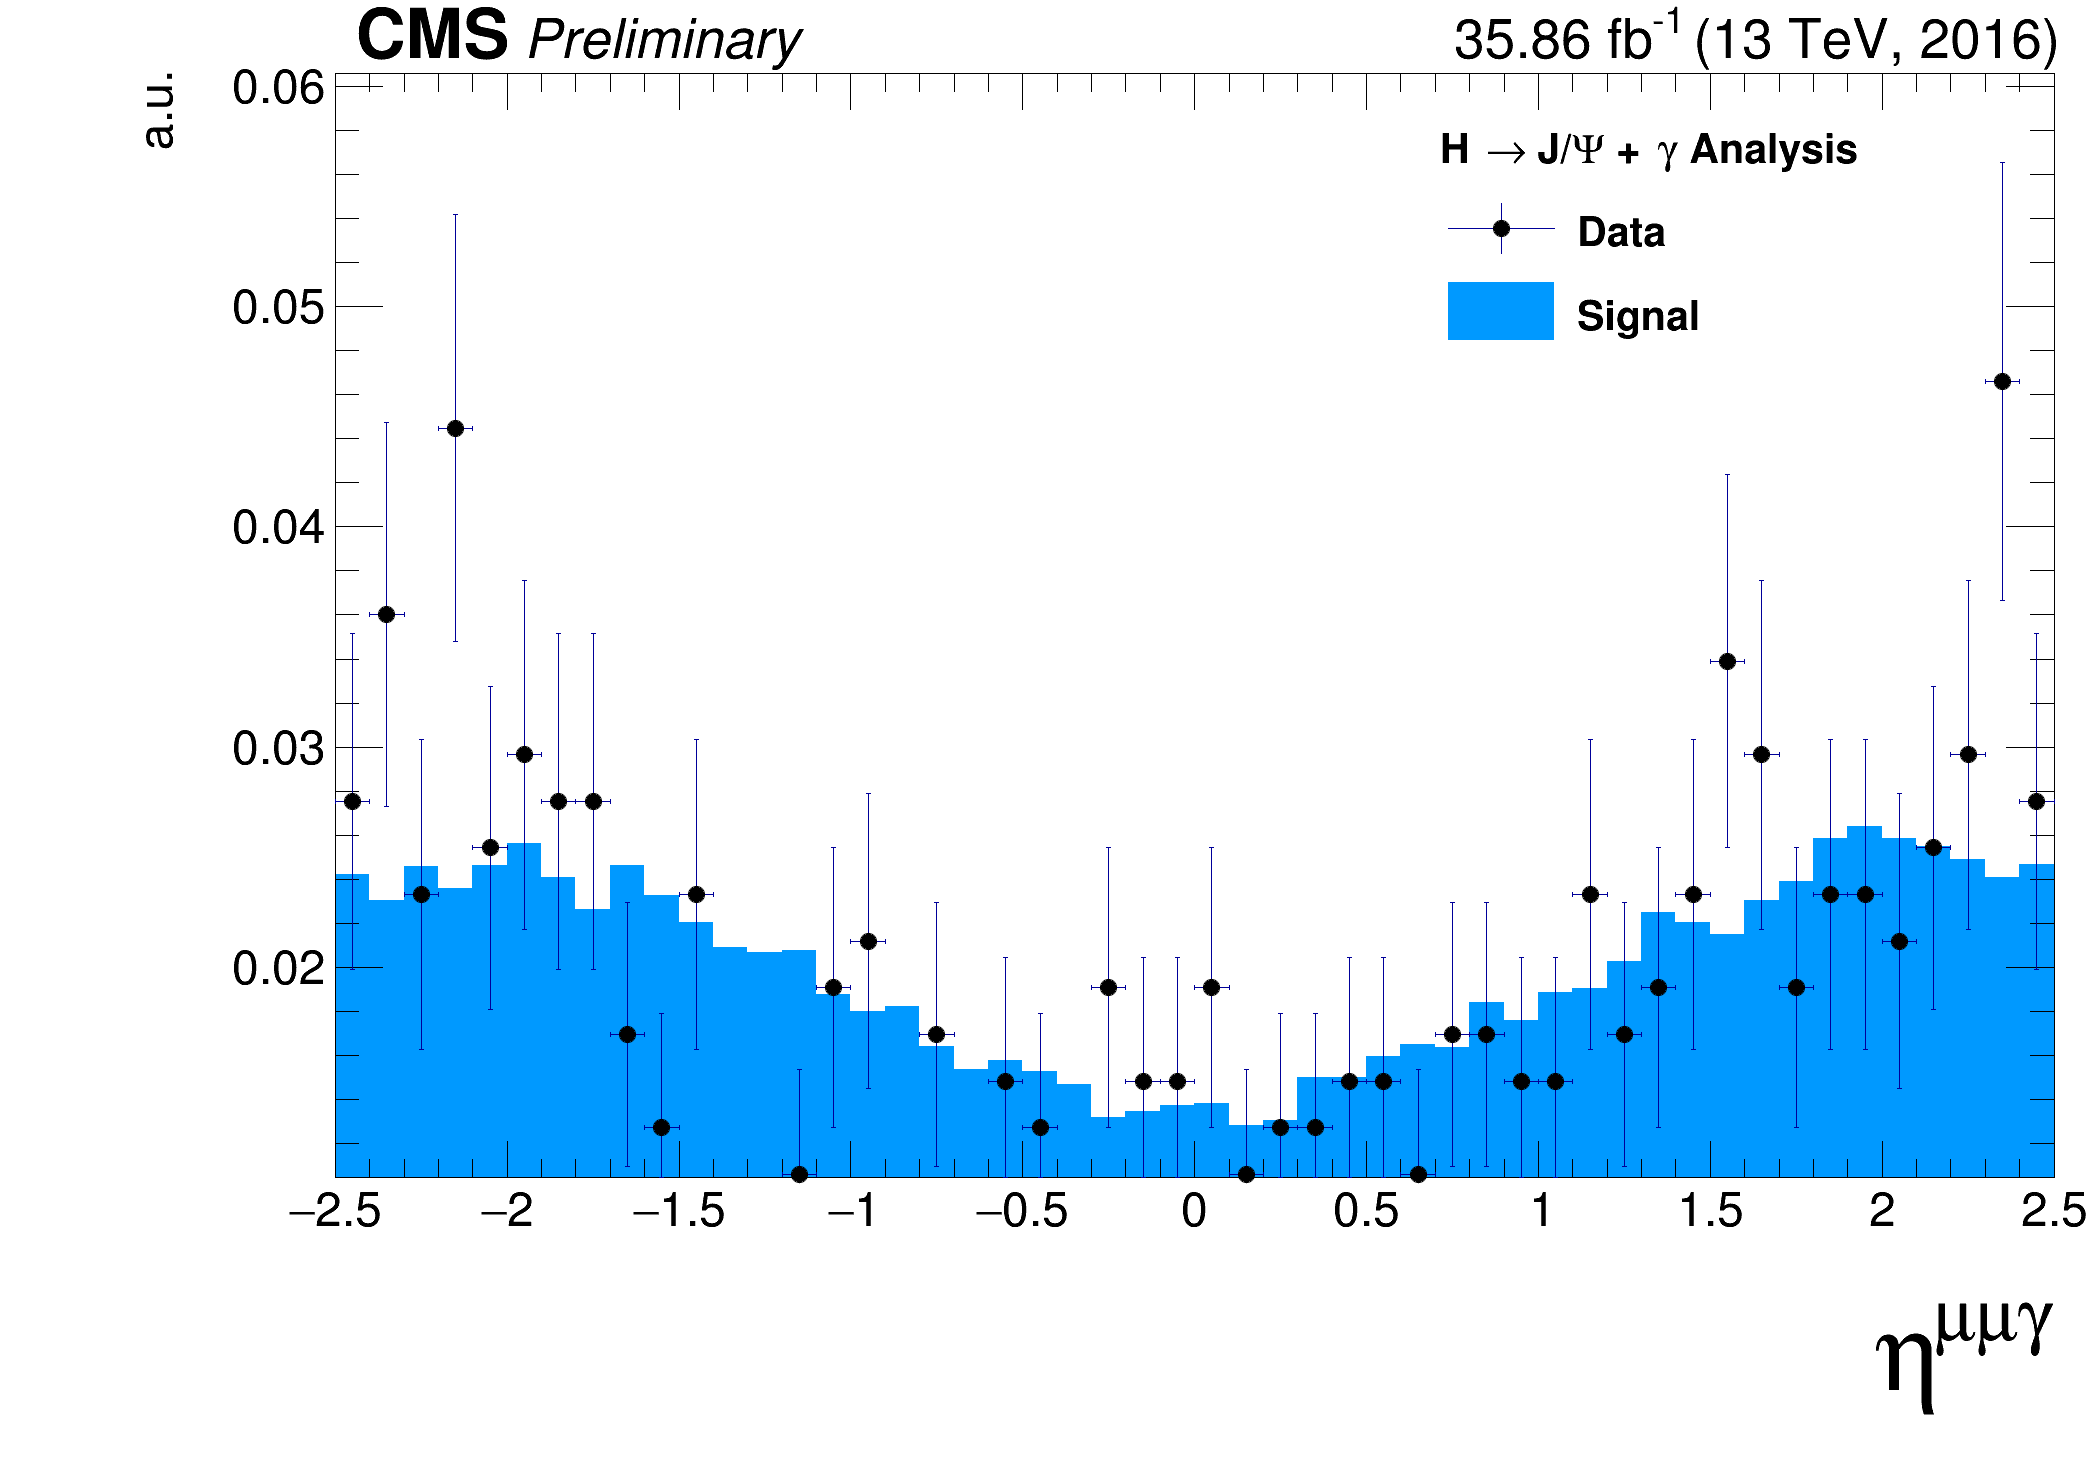 CMS Preliminary 35.86 fb⁻¹ (13 TeV, 2016)
a.u.
0.06
0.05
0.04
0.03
0.02
H → J/Ψ + γ Analysis
Data
Signal
−2.5 −2 −1.5 −1 −0.5 0 0.5 1 1.5 2 2.5
η^μμγ